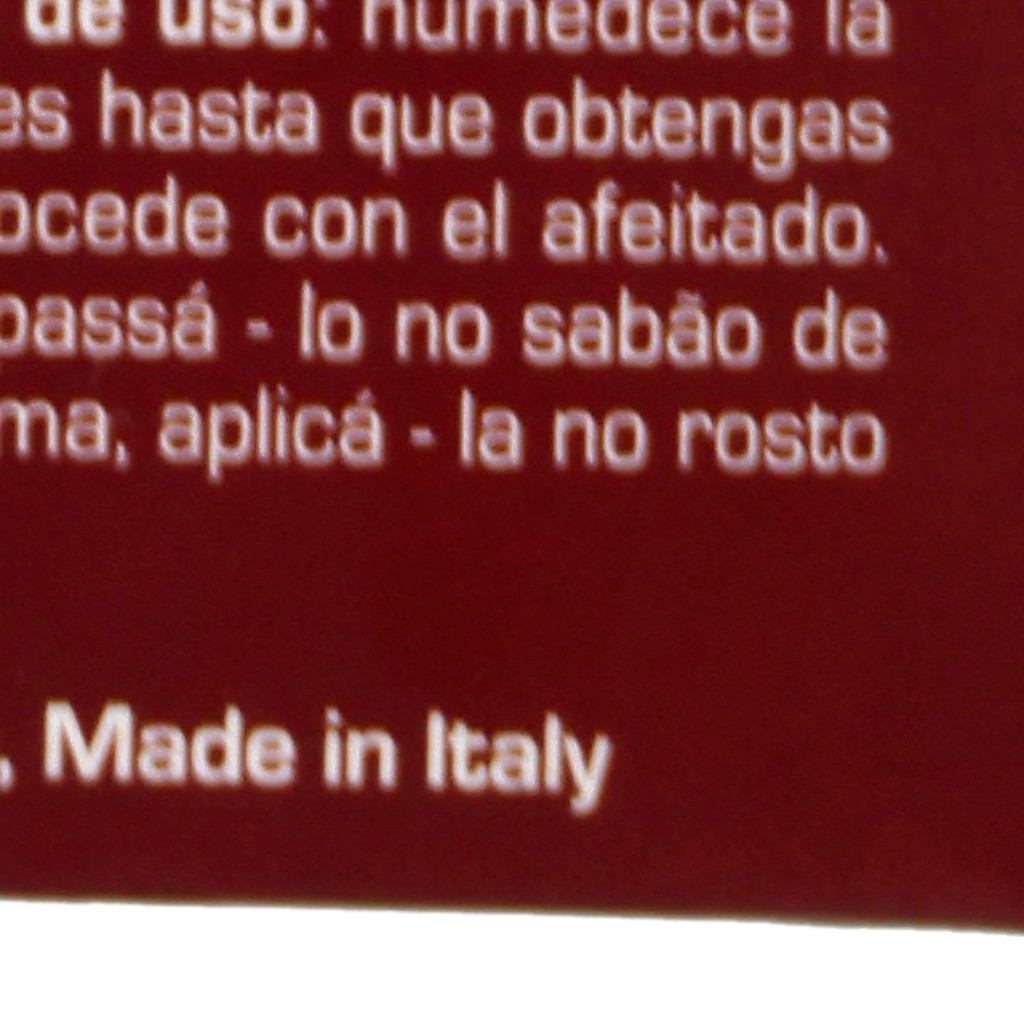 de uso: humedece la
es hasta que obtengas
ocede con el afeitado.
passá - lo no sabão de
ma, aplicá - la no rosto
, Made in Italy